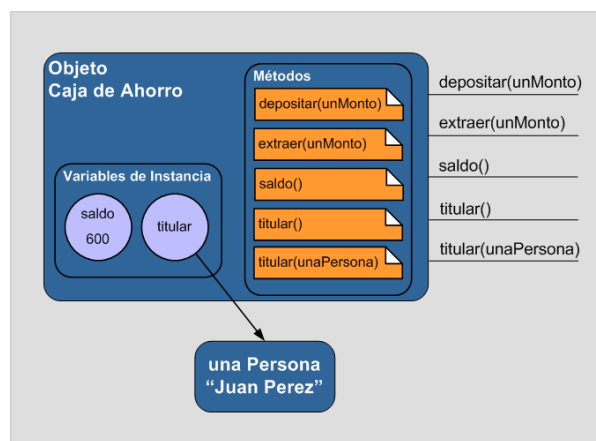 Objeto
Caja de Ahorro
Variables de Instancia
saldo
600
titular
Métodos
depositar(unMonto)
extraer(unMonto)
saldo()
titular()
titular(unaPersona)
depositar(unMonto)
extraer(unMonto)
saldo()
titular()
titular(unaPersona)
una Persona
“Juan Perez”